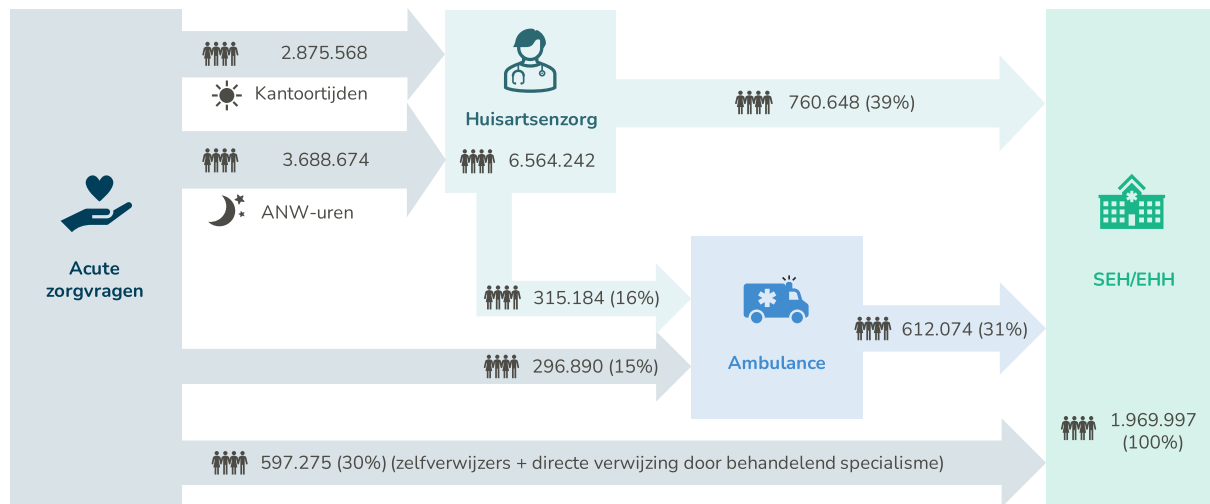 Acute
zorgvragen
2.875.568
Kantoortijden
3.688.674
ANW-uren
Huisartsenzorg
6.564.242
760.648 (39%)
315.184 (16%)
296.890 (15%)
Ambulance
612.074 (31%)
597.275 (30%) (zelfverwijzers + directe verwijzing door behandelend specialisme)
SEH/EHH
1.969.997
(100%)